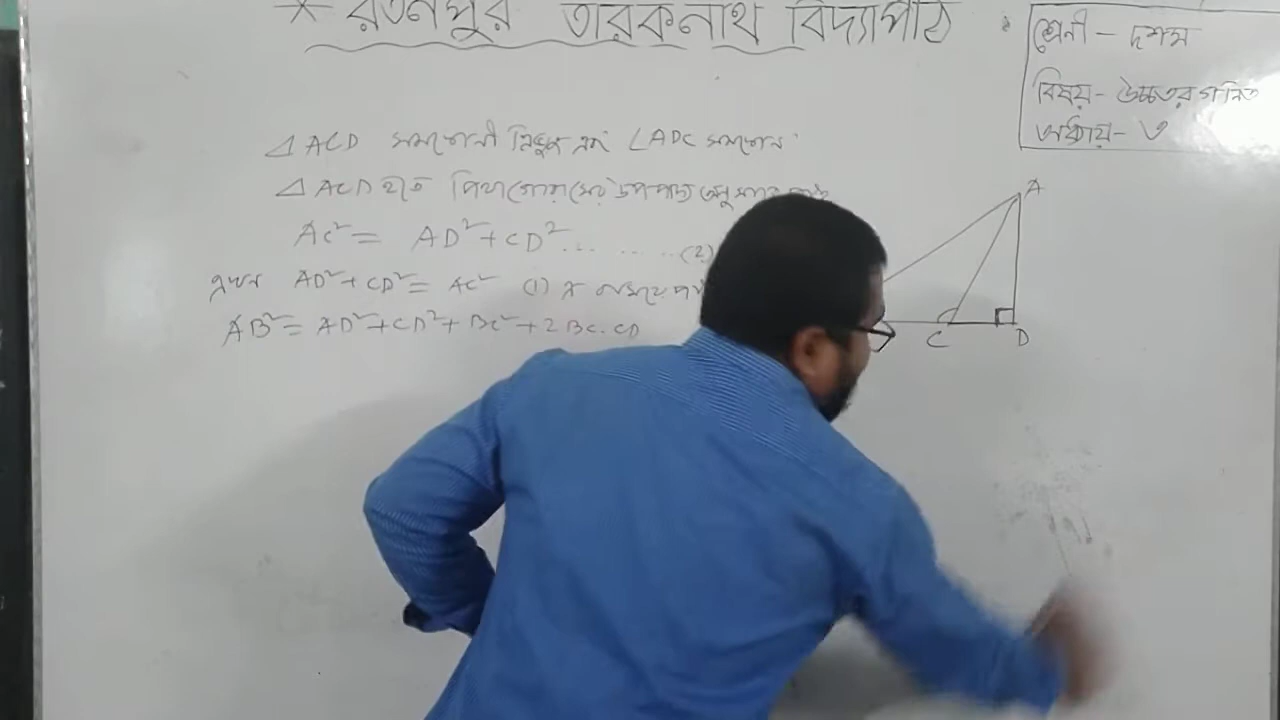 * রতনপুর তারকনাথ বিদ্যাপীঠ
শ্রেণী - দশম
বিষয় - উচ্চতর গনিত
অধ্যায় - ৩
△ ACD সমকোনী ত্রিভুজ এবং ∠ADC সমকোন
△ ACD হতে পিথাগোরাসের উপপাদ্য অনুসারে
AC² = AD² + CD² ... ... (2)
এখন AD² + CD² = AC² (1) এ বসিয়ে পাই
AB² = AD² + CD² + BC² + 2BC.CD
A
C
D